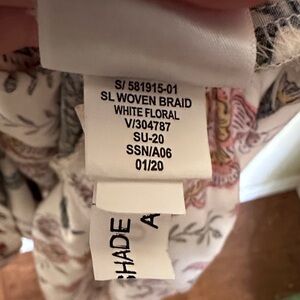 S/ 581915-01
SL WOVEN BRAID
WHITE FLORAL
V/304787
SU-20
SSN/A06
01/20
SHADE
A